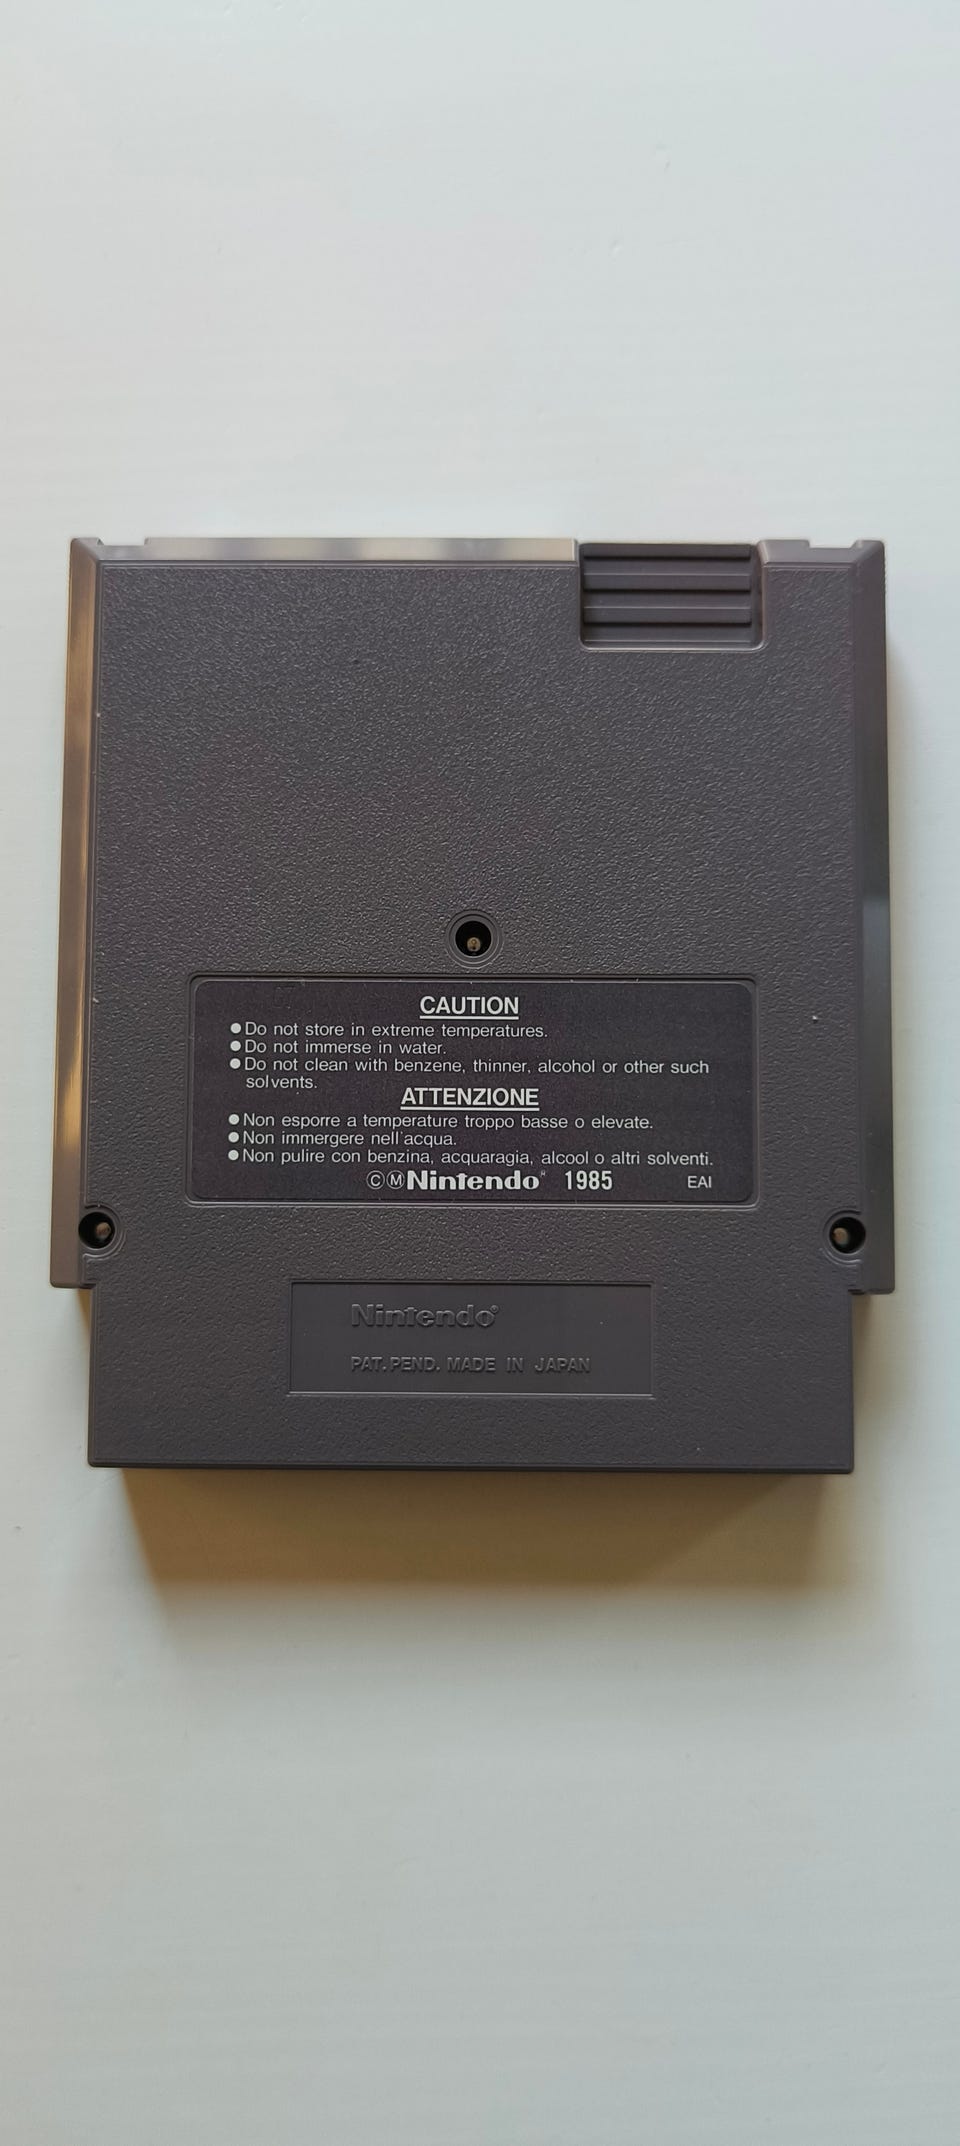 CAUTION
●Do not store in extreme temperatures.
●Do not immerse in water.
●Do not clean with benzene, thinner, alcohol or other such
solvents.
ATTENZIONE
●Non esporre a temperature troppo basse o elevate.
●Non immergere nell'acqua.
●Non pulire con benzina, acquaragia, alcool o altri solventi.
ⒸⓂNintendo® 1985 EAI
Nintendo®
PAT. PEND. MADE IN JAPAN